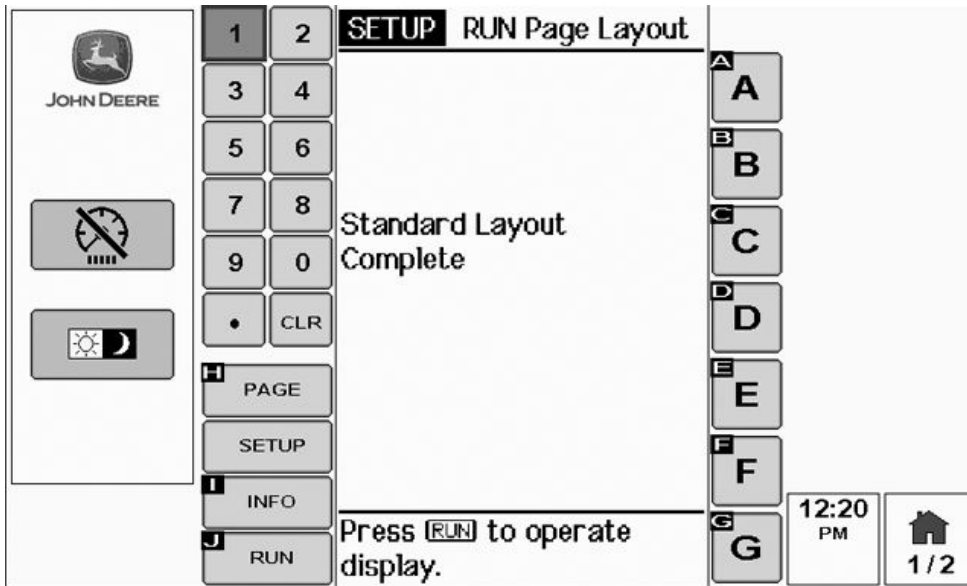 JOHN DEERE
1 2
3 4
5 6
7 8
9 0
• CLR
H PAGE
SETUP
I INFO
J RUN
SETUP RUN Page Layout
Standard Layout
Complete
Press RUN to operate
display.
A A
B B
C C
D D
E E
F F
G G
12:20
PM
1/2